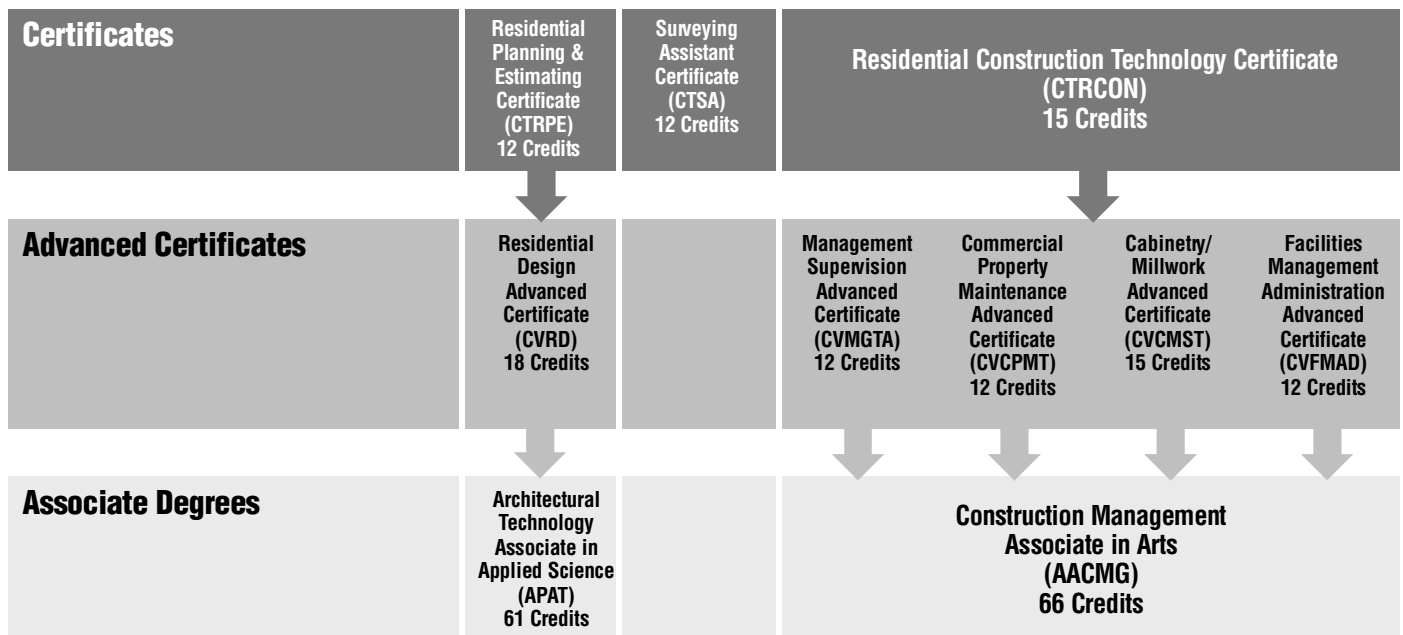 Certificates
Residential
Planning &
Estimating
Certificate
(CTRPE)
12 Credits
Surveying
Assistant
Certificate
(CTSA)
12 Credits
Residential Construction Technology Certificate
(CTRCON)
15 Credits
Advanced Certificates
Residential
Design
Advanced
Certificate
(CVRD)
18 Credits
Management
Supervision
Advanced
Certificate
(CVMGTA)
12 Credits
Commercial
Property
Maintenance
Advanced
Certificate
(CVCPMT)
12 Credits
Cabinetry/
Millwork
Advanced
Certificate
(CVCMST)
15 Credits
Facilities
Management
Administration
Advanced
Certificate
(CVFMAD)
12 Credits
Associate Degrees
Architectural
Technology
Associate in
Applied Science
(APAT)
61 Credits
Construction Management
Associate in Arts
(AACMG)
66 Credits